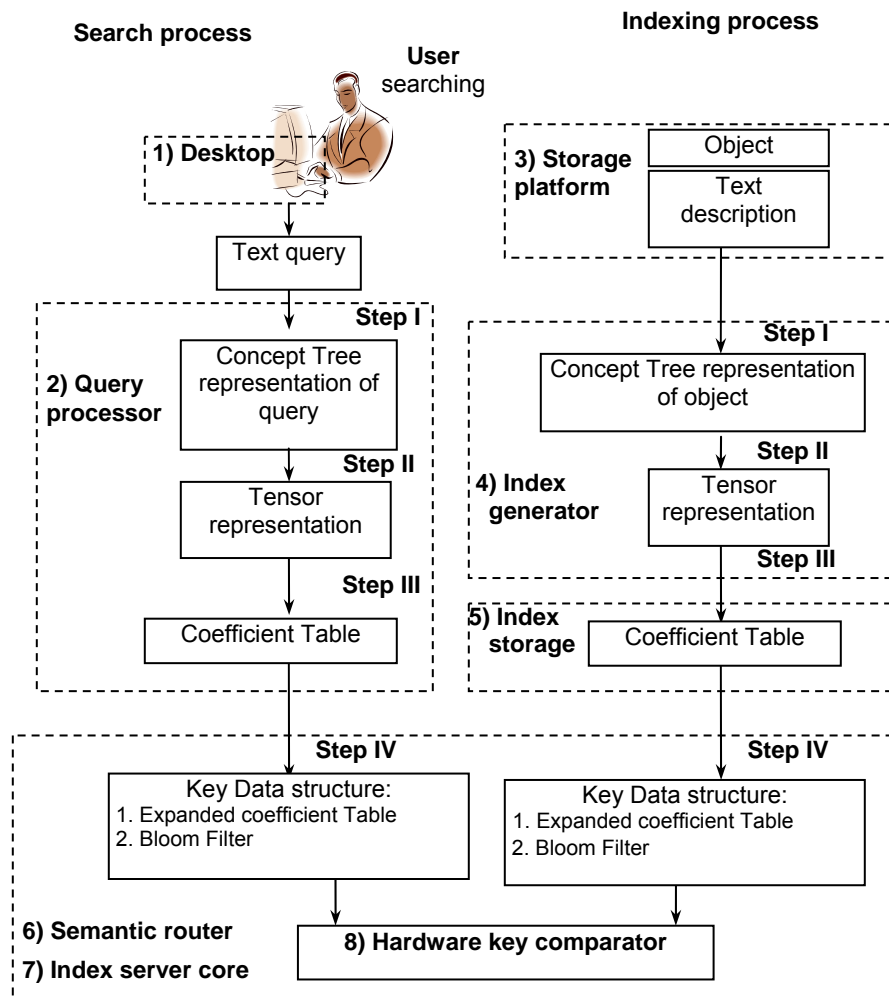 Search process
Indexing process
User
searching
1) Desktop
Text query
Step I
2) Query
processor
Concept Tree
representation of
query
Step II
Tensor
representation
Step III
Coefficient Table
3) Storage
platform
Object
Text
description
Step I
Concept Tree representation
of object
Step II
4) Index
generator
Tensor
representation
Step III
5) Index
storage
Coefficient Table
Step IV
Key Data structure:
1. Expanded coefficient Table
2. Bloom Filter
Step IV
Key Data structure:
1. Expanded coefficient Table
2. Bloom Filter
6) Semantic router
7) Index server core
8) Hardware key comparator